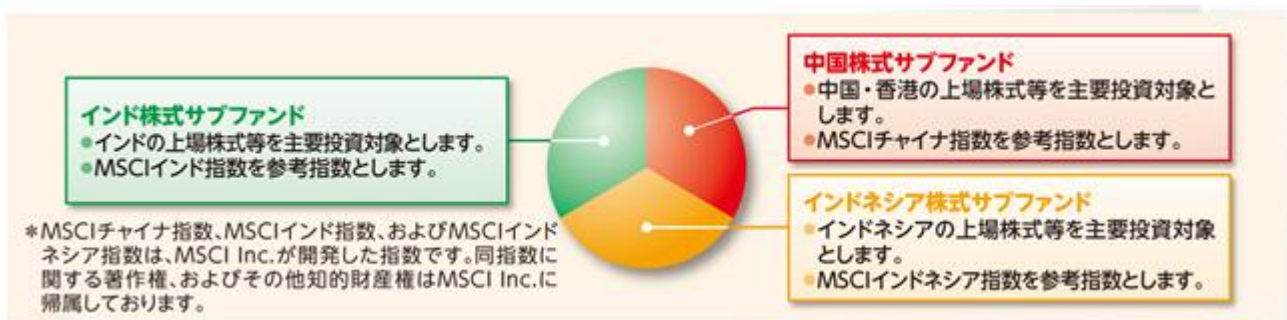 インド株式サブファンド
●インドの上場株式等を主要投資対象とします。
●MSCIインド指数を参考指数とします。
＊MSCIチャイナ指数、MSCIインド指数、およびMSCIインド
ネシア指数は、MSCI Inc.が開発した指数です。同指数に
関する著作権、およびその他知的財産権はMSCI Inc.に
帰属しております。
中国株式サブファンド
●中国・香港の上場株式等を主要投資対象と
します。
●MSCIチャイナ指数を参考指数とします。
インドネシア株式サブファンド
●インドネシアの上場株式等を主要投資対象
とします。
●MSCIインドネシア指数を参考指数とします。